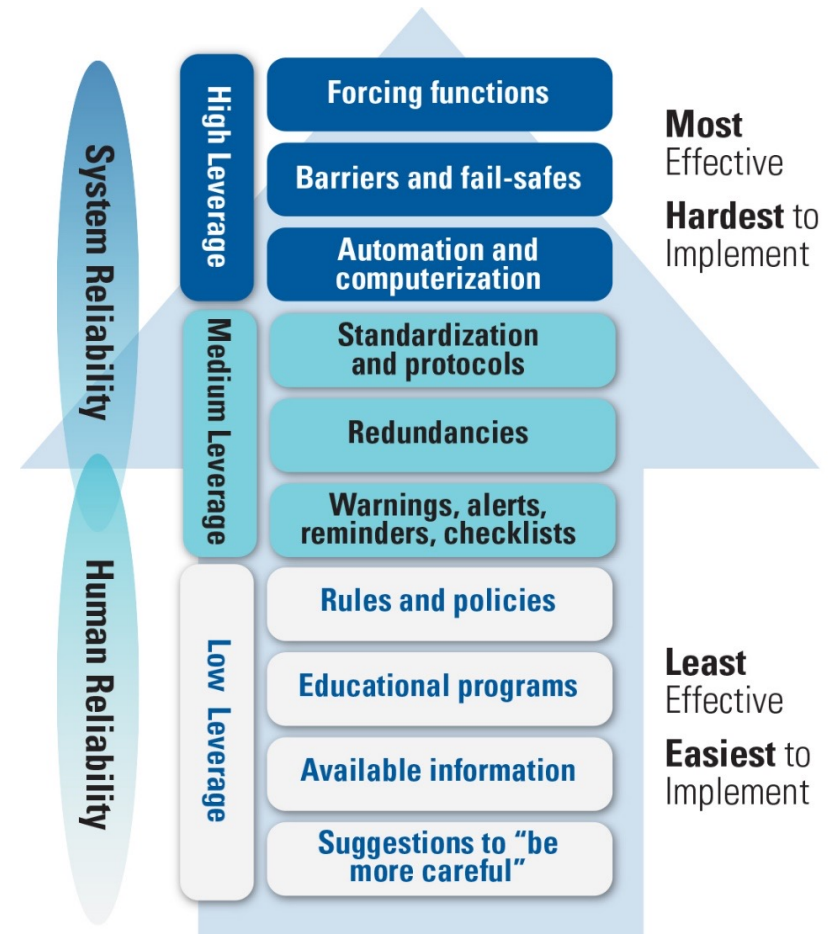 System Reliability
Human Reliability
High Leverage
Forcing functions
Barriers and fail-safes
Automation and
computerization
Medium Leverage
Standardization
and protocols
Redundancies
Warnings, alerts,
reminders, checklists
Low Leverage
Rules and policies
Educational programs
Available information
Suggestions to “be
more careful”
Most
Effective
Hardest to
Implement
Least
Effective
Easiest to
Implement